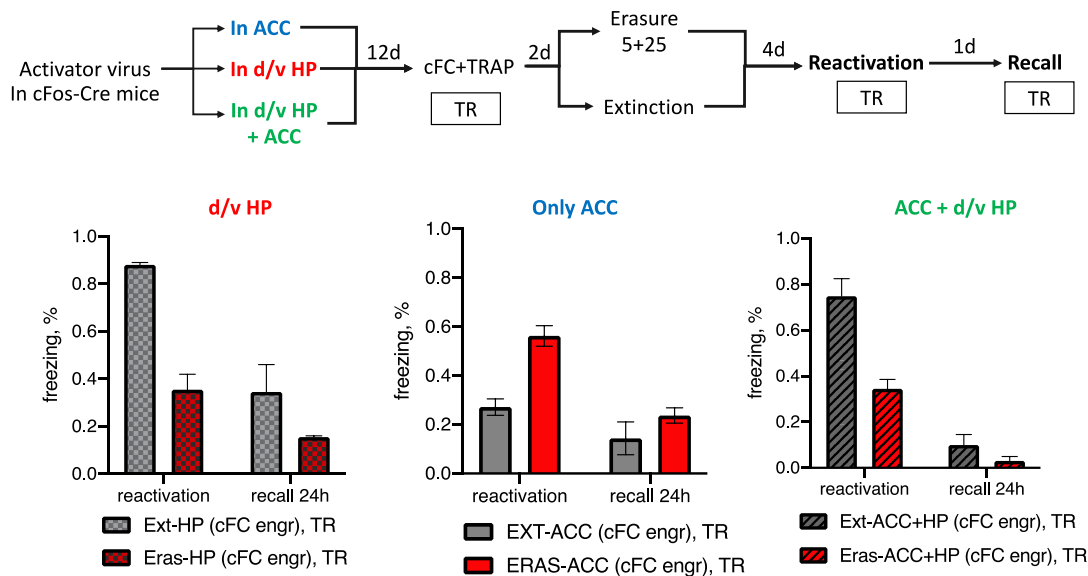 Activator virus
In cFos-Cre mice
In ACC
In d/v HP
In d/v HP
+ ACC
12d
cFC+TRAP
TR
2d
Erasure
5+25
Extinction
4d
Reactivation
TR
1d
Recall
TR
d/v HP
freezing, %
1.0
0.8
0.6
0.4
0.2
0.0
reactivation
recall 24h
Ext-HP (cFC engr), TR
Eras-HP (cFC engr), TR
Only ACC
freezing, %
1.0
0.8
0.6
0.4
0.2
0.0
reactivation
recall 24h
EXT-ACC (cFC engr), TR
ERAS-ACC (cFC engr), TR
ACC + d/v HP
freezing, %
1.0
0.8
0.6
0.4
0.2
0.0
reactivation
recall 24h
Ext-ACC+HP (cFC engr), TR
Eras-ACC+HP (cFC engr), TR